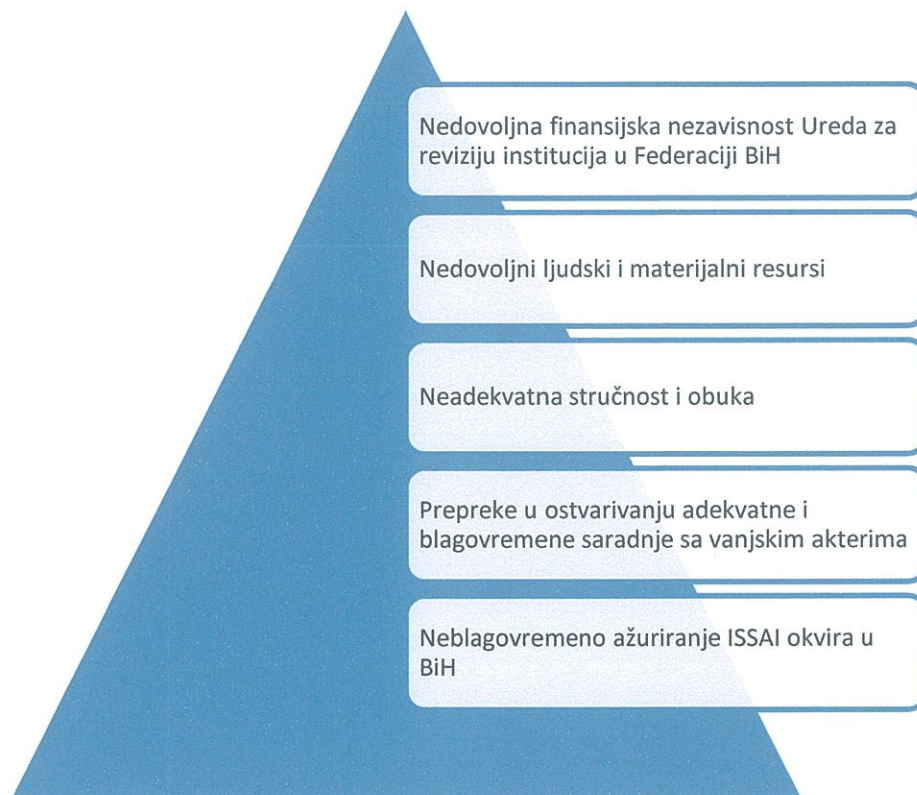 Nedovoljna finansijska nezavisnost Ureda za
reviziju institucija u Federaciji BiH
Nedovoljni ljudski i materijalni resursi
Neadekvatna stručnost i obuka
Prepreke u ostvarivanju adekvatne i
blagovremene saradnje sa vanjskim akterima
Neblagovremeno ažuriranje ISSAI okvira u
BiH